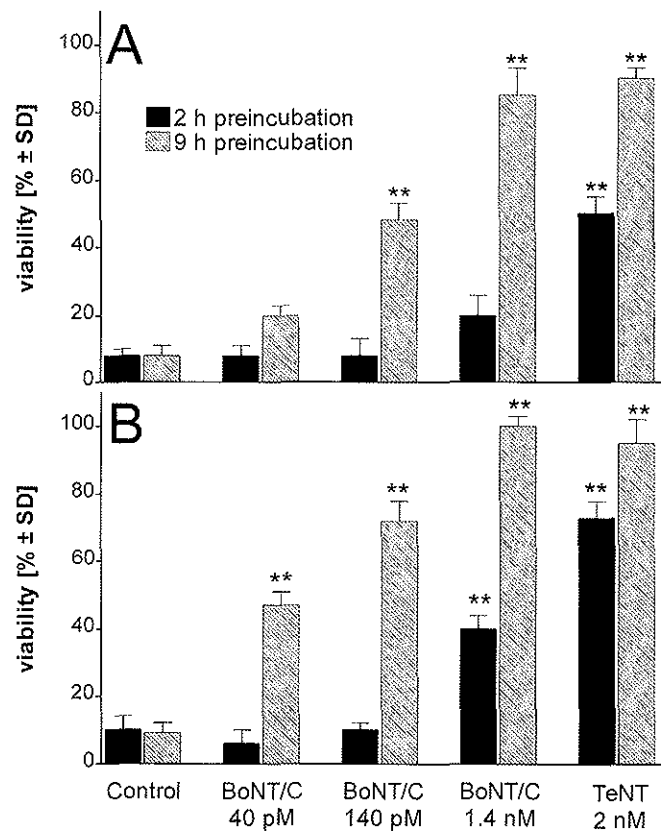 A
viability [% ± SD]
100
80
60
40
20
0
2 h preincubation
9 h preincubation
**
**
**
**
B
viability [% ± SD]
100
80
60
40
20
0
**
**
**
**
**
**
Control
BoNT/C
40 pM
BoNT/C
140 pM
BoNT/C
1.4 nM
TeNT
2 nM